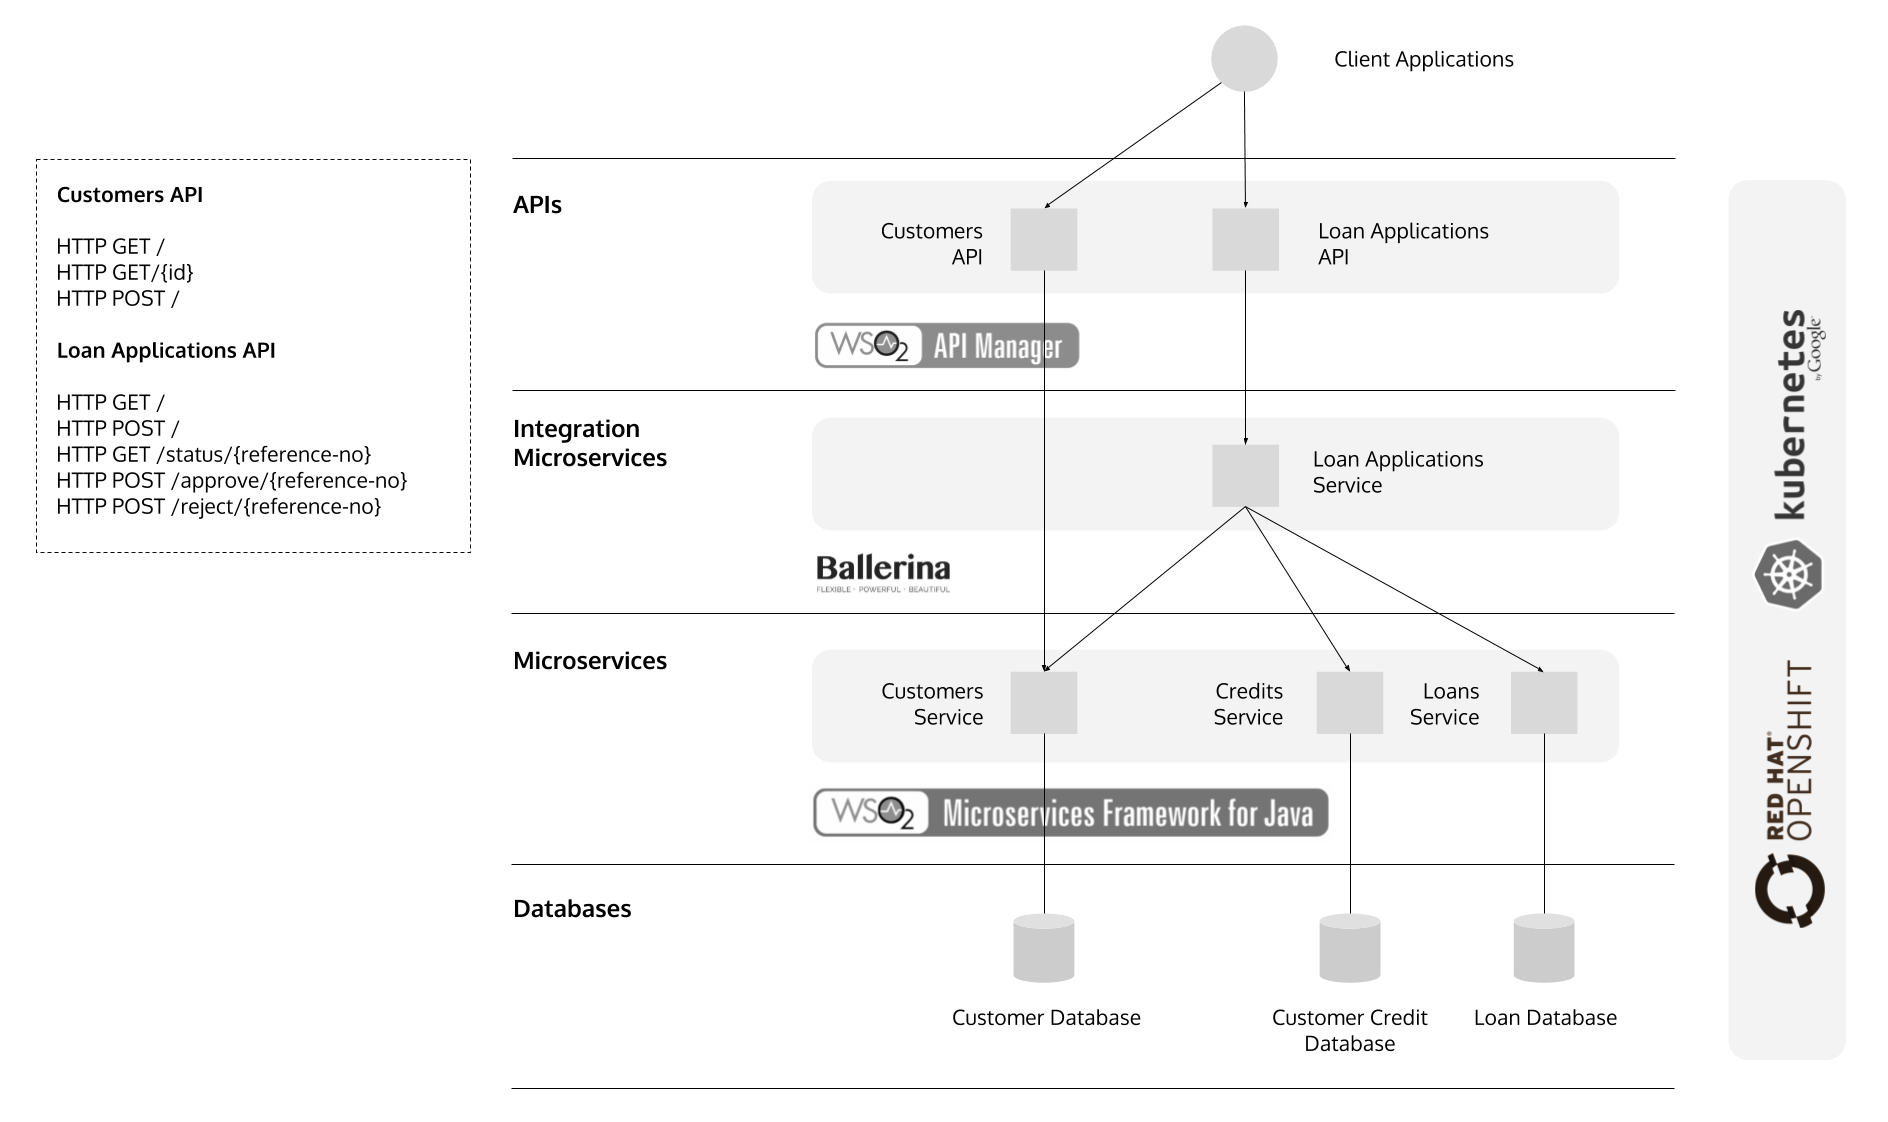 Client Applications
Customers API
HTTP GET /
HTTP GET/{id}
HTTP POST /
Loan Applications API
HTTP GET /
HTTP POST /
HTTP GET /status/{reference-no}
HTTP POST /approve/{reference-no}
HTTP POST /reject/{reference-no}
APIs
Customers
API
Loan Applications
API
WSO2 API Manager
Integration
Microservices
Loan Applications
Service
Ballerina
FLEXIBLE · POWERFUL · BEAUTIFUL
Microservices
Customers
Service
Credits
Service
Loans
Service
WSO2 Microservices Framework for Java
Databases
Customer Database
Customer Credit
Database
Loan Database
kubernetes
by Google™
RED HAT®
OPENSHIFT